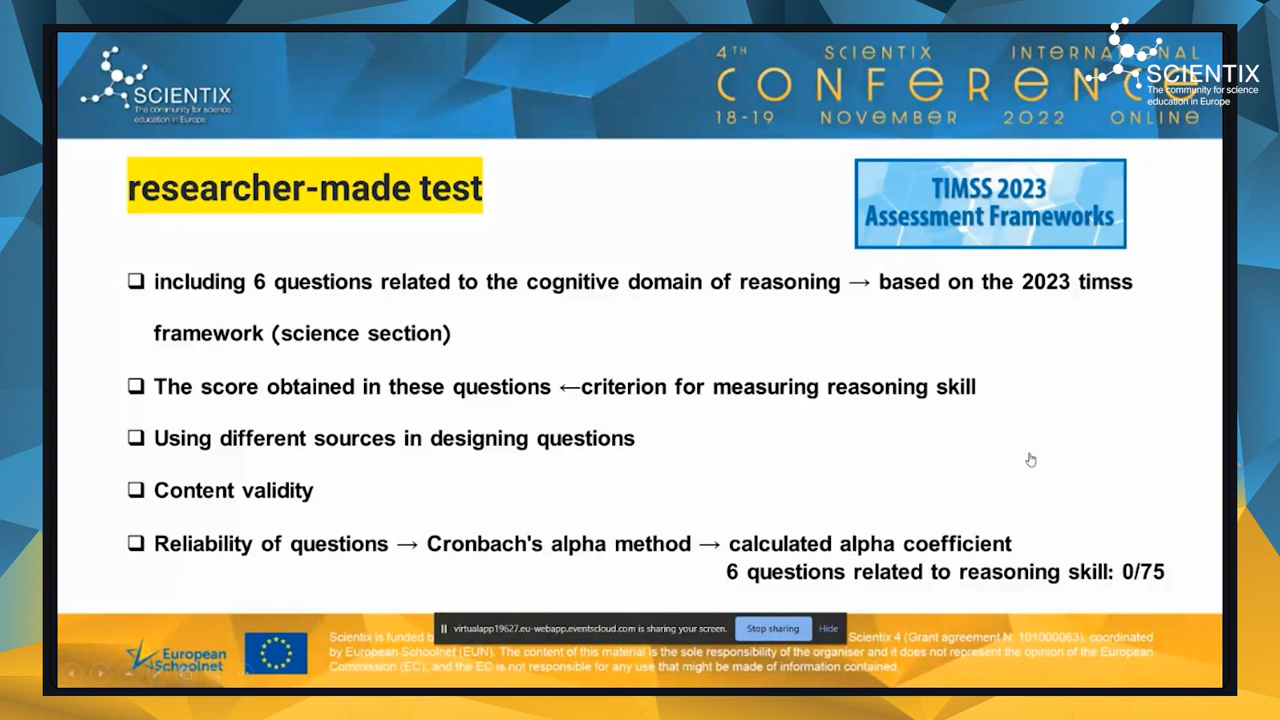 SCIENTIX
The community for science
education in Europe
4TH SCIENTIX INTERNATIONAL
CONFERENCE
18-19 NOVEMBER 2022 ONLINE
SCIENTIX
The community for science
education in Europe
researcher-made test
TIMSS 2023
Assessment Frameworks
including 6 questions related to the cognitive domain of reasoning → based on the 2023 timss
framework (science section)
The score obtained in these questions ←criterion for measuring reasoning skill
Using different sources in designing questions
Content validity
Reliability of questions → Cronbach's alpha method → calculated alpha coefficient
6 questions related to reasoning skill: 0/75
virtualapp19627.eu-webapp.eventscloud.com is sharing your screen. Stop sharing Hide
European
Schoolnet
Scientix is funded b Scientix 4 (Grant agreement N. 101000063), coordinated
by European Schoolnet (EUN). The content of this material is the sole responsibility of the organiser and it does not represent the opinion of the European
Commission (EC), and the EC is not responsible for any use that might be made of information contained.